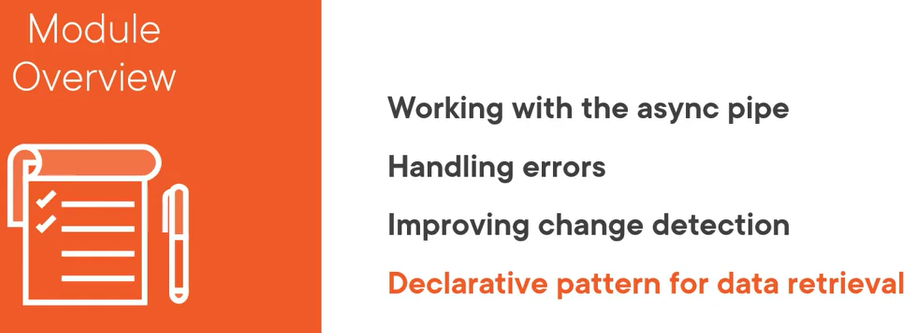 Module
Overview
Working with the async pipe
Handling errors
Improving change detection
Declarative pattern for data retrieval